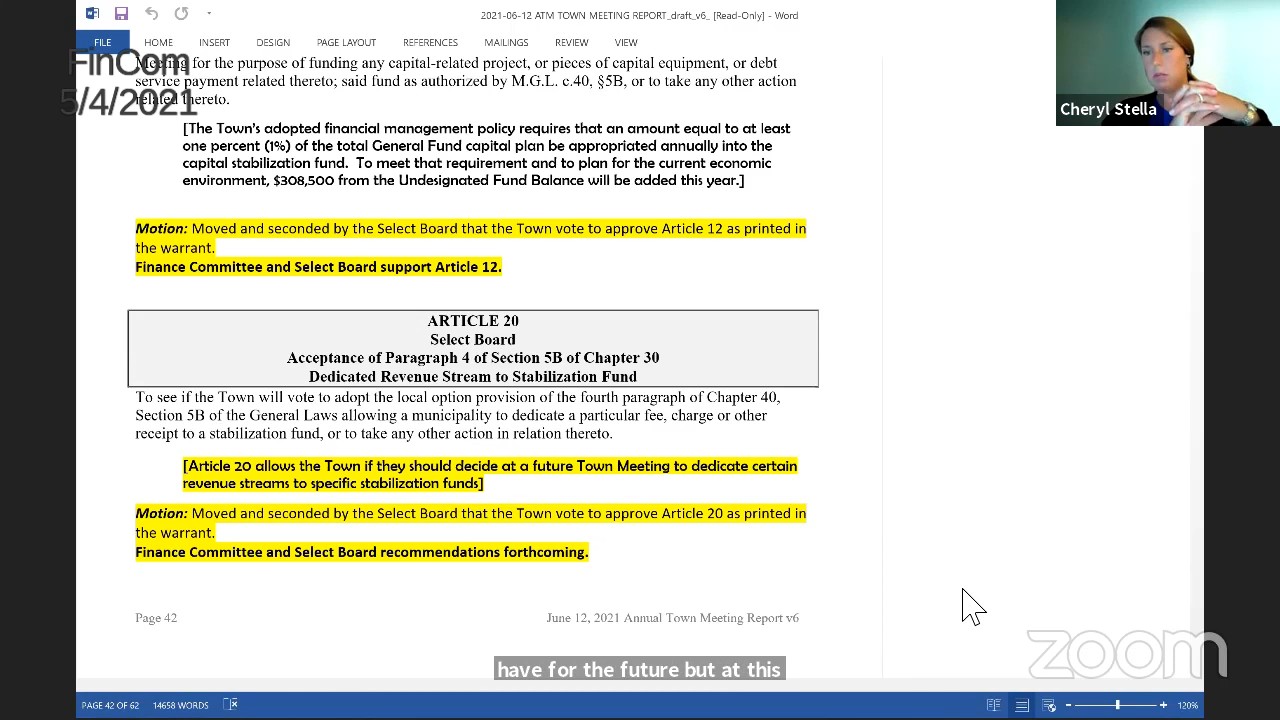 2021-06-12 ATM TOWN MEETING REPORT_draft_v6_ [Read-Only] - Word
FILE HOME INSERT DESIGN PAGE LAYOUT REFERENCES MAILINGS REVIEW VIEW
FinCom
5/4/2021
Cheryl Stella
Meeting for the purpose of funding any capital-related project, or pieces of capital equipment, or debt
service payment related thereto; said fund as authorized by M.G.L. c.40, §5B, or to take any other action
related thereto.
[The Town's adopted financial management policy requires that an amount equal to at least
one percent (1%) of the total General Fund capital plan be appropriated annually into the
capital stabilization fund. To meet that requirement and to plan for the current economic
environment, $308,500 from the Undesignated Fund Balance will be added this year.]
Motion: Moved and seconded by the Select Board that the Town vote to approve Article 12 as printed in
the warrant.
Finance Committee and Select Board support Article 12.
ARTICLE 20
Select Board
Acceptance of Paragraph 4 of Section 5B of Chapter 30
Dedicated Revenue Stream to Stabilization Fund
To see if the Town will vote to adopt the local option provision of the fourth paragraph of Chapter 40,
Section 5B of the General Laws allowing a municipality to dedicate a particular fee, charge or other
receipt to a stabilization fund, or to take any other action in relation thereto.
[Article 20 allows the Town if they should decide at a future Town Meeting to dedicate certain
revenue streams to specific stabilization funds]
Motion: Moved and seconded by the Select Board that the Town vote to approve Article 20 as printed in
the warrant.
Finance Committee and Select Board recommendations forthcoming.
Page 42 June 12, 2021 Annual Town Meeting Report v6
zoom
have for the future but at this
PAGE 42 OF 62 14658 WORDS 120%